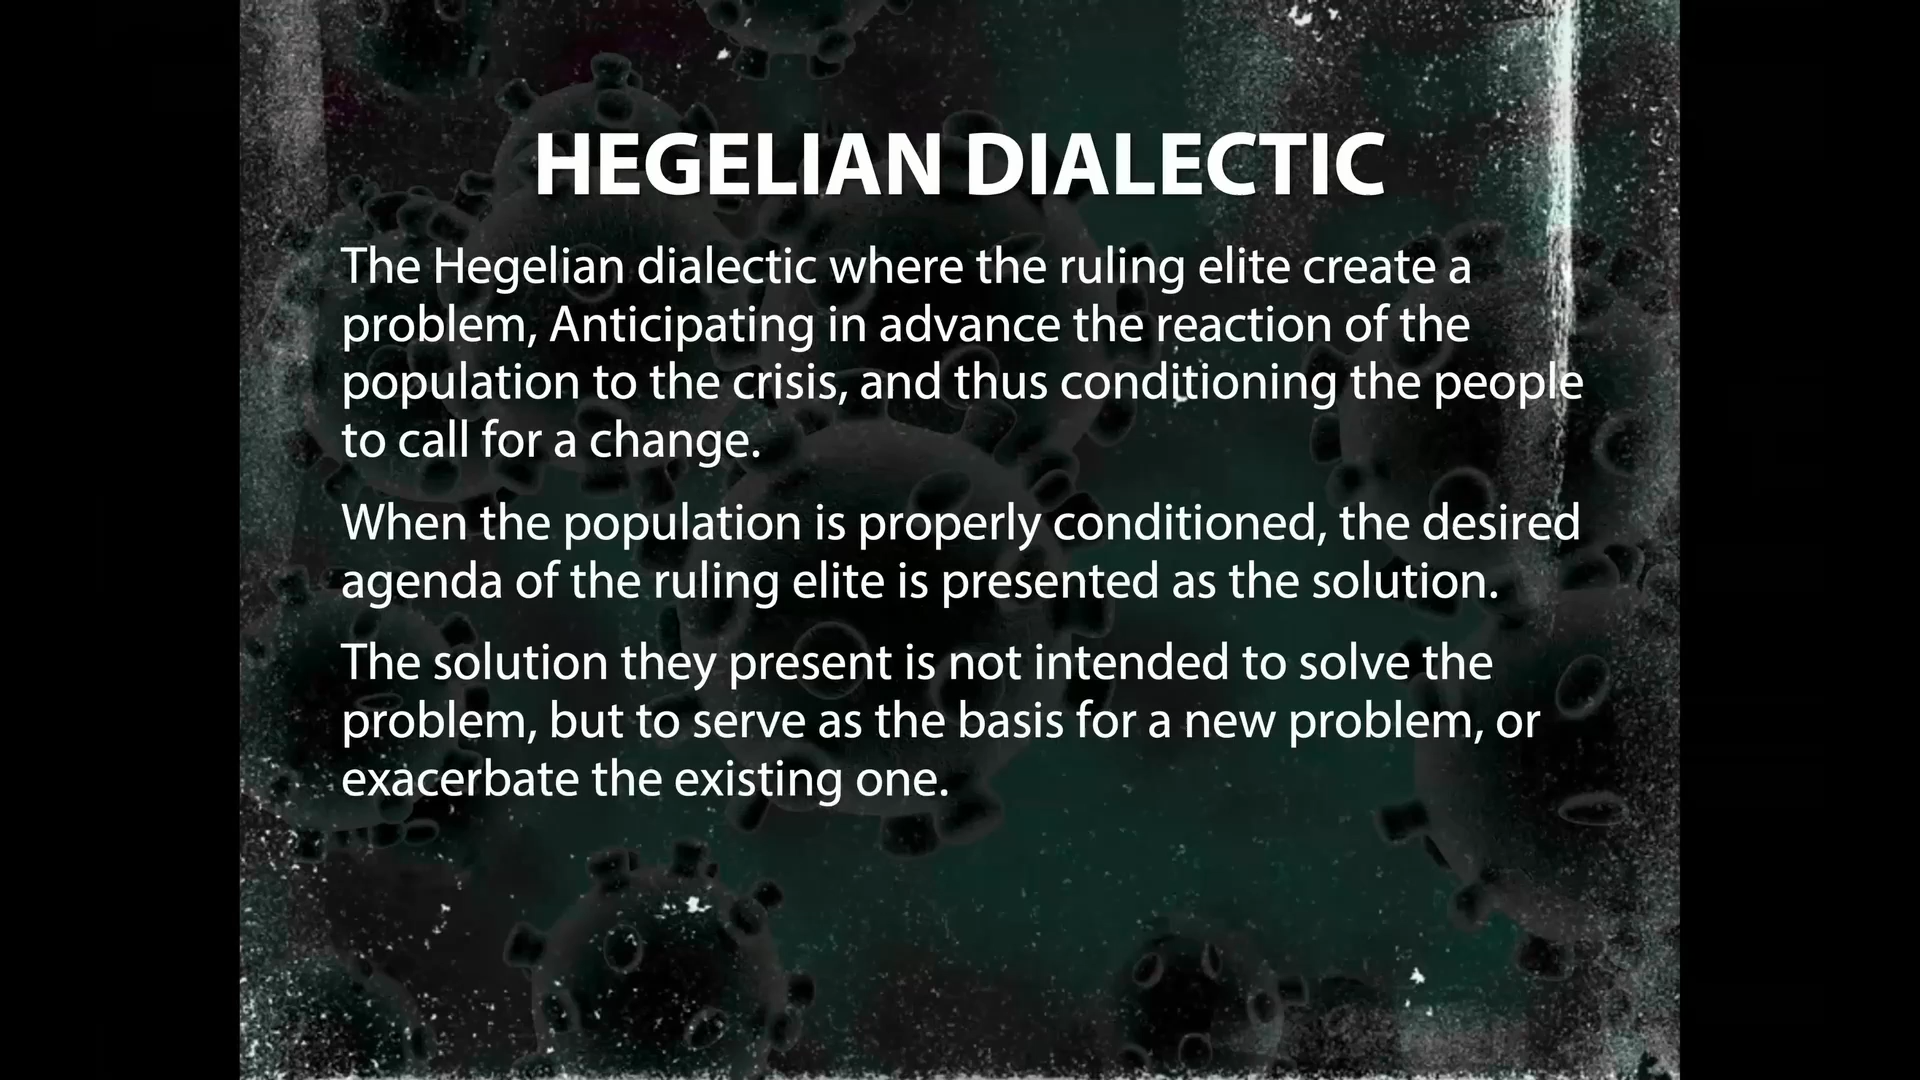 HEGELIAN DIALECTIC
The Hegelian dialectic where the ruling elite create a
problem, Anticipating in advance the reaction of the
population to the crisis, and thus conditioning the people
to call for a change.
When the population is properly conditioned, the desired
agenda of the ruling elite is presented as the solution.
The solution they present is not intended to solve the
problem, but to serve as the basis for a new problem, or
exacerbate the existing one.